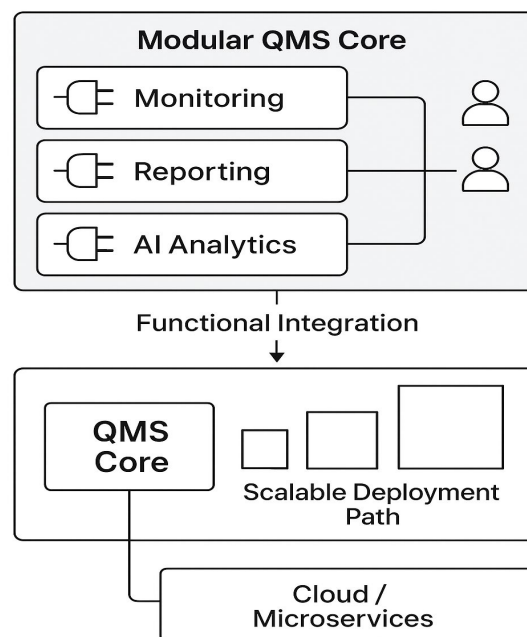 Modular QMS Core
Monitoring
Reporting
AI Analytics
Functional Integration
QMS
Core
Scalable Deployment
Path
Cloud /
Microservices